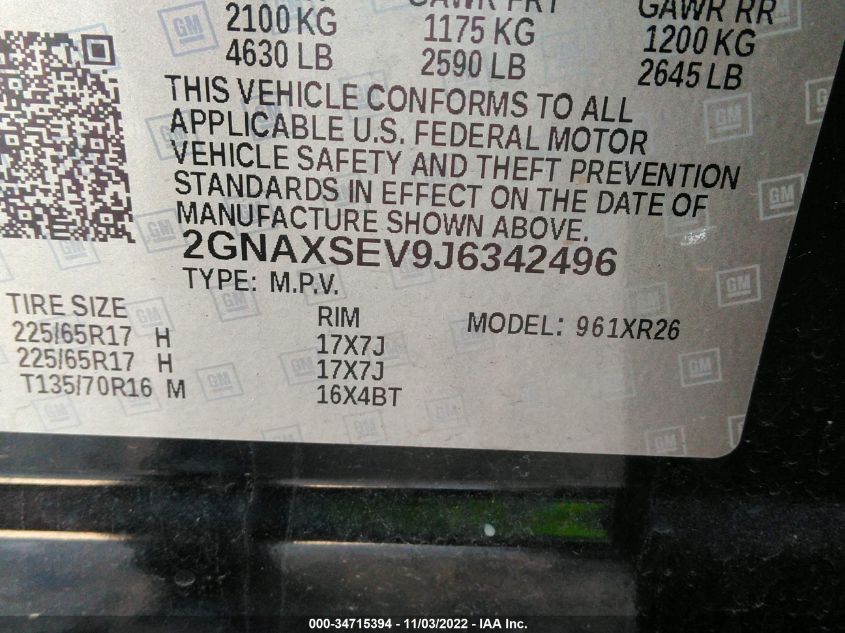 GAWR FRT GAWR RR
2100 KG 1175 KG 1200 KG
4630 LB 2590 LB 2645 LB
THIS VEHICLE CONFORMS TO ALL
APPLICABLE U.S. FEDERAL MOTOR
VEHICLE SAFETY AND THEFT PREVENTION
STANDARDS IN EFFECT ON THE DATE OF
MANUFACTURE SHOWN ABOVE.
2GNAXSEV9J6342496
TYPE: M.P.V.
TIRE SIZE RIM MODEL: 961XR26
225/65R17 H 17X7J
225/65R17 H 17X7J
T135/70R16 M 16X4BT
GM
000-34715394 - 11/03/2022 - IAA Inc.